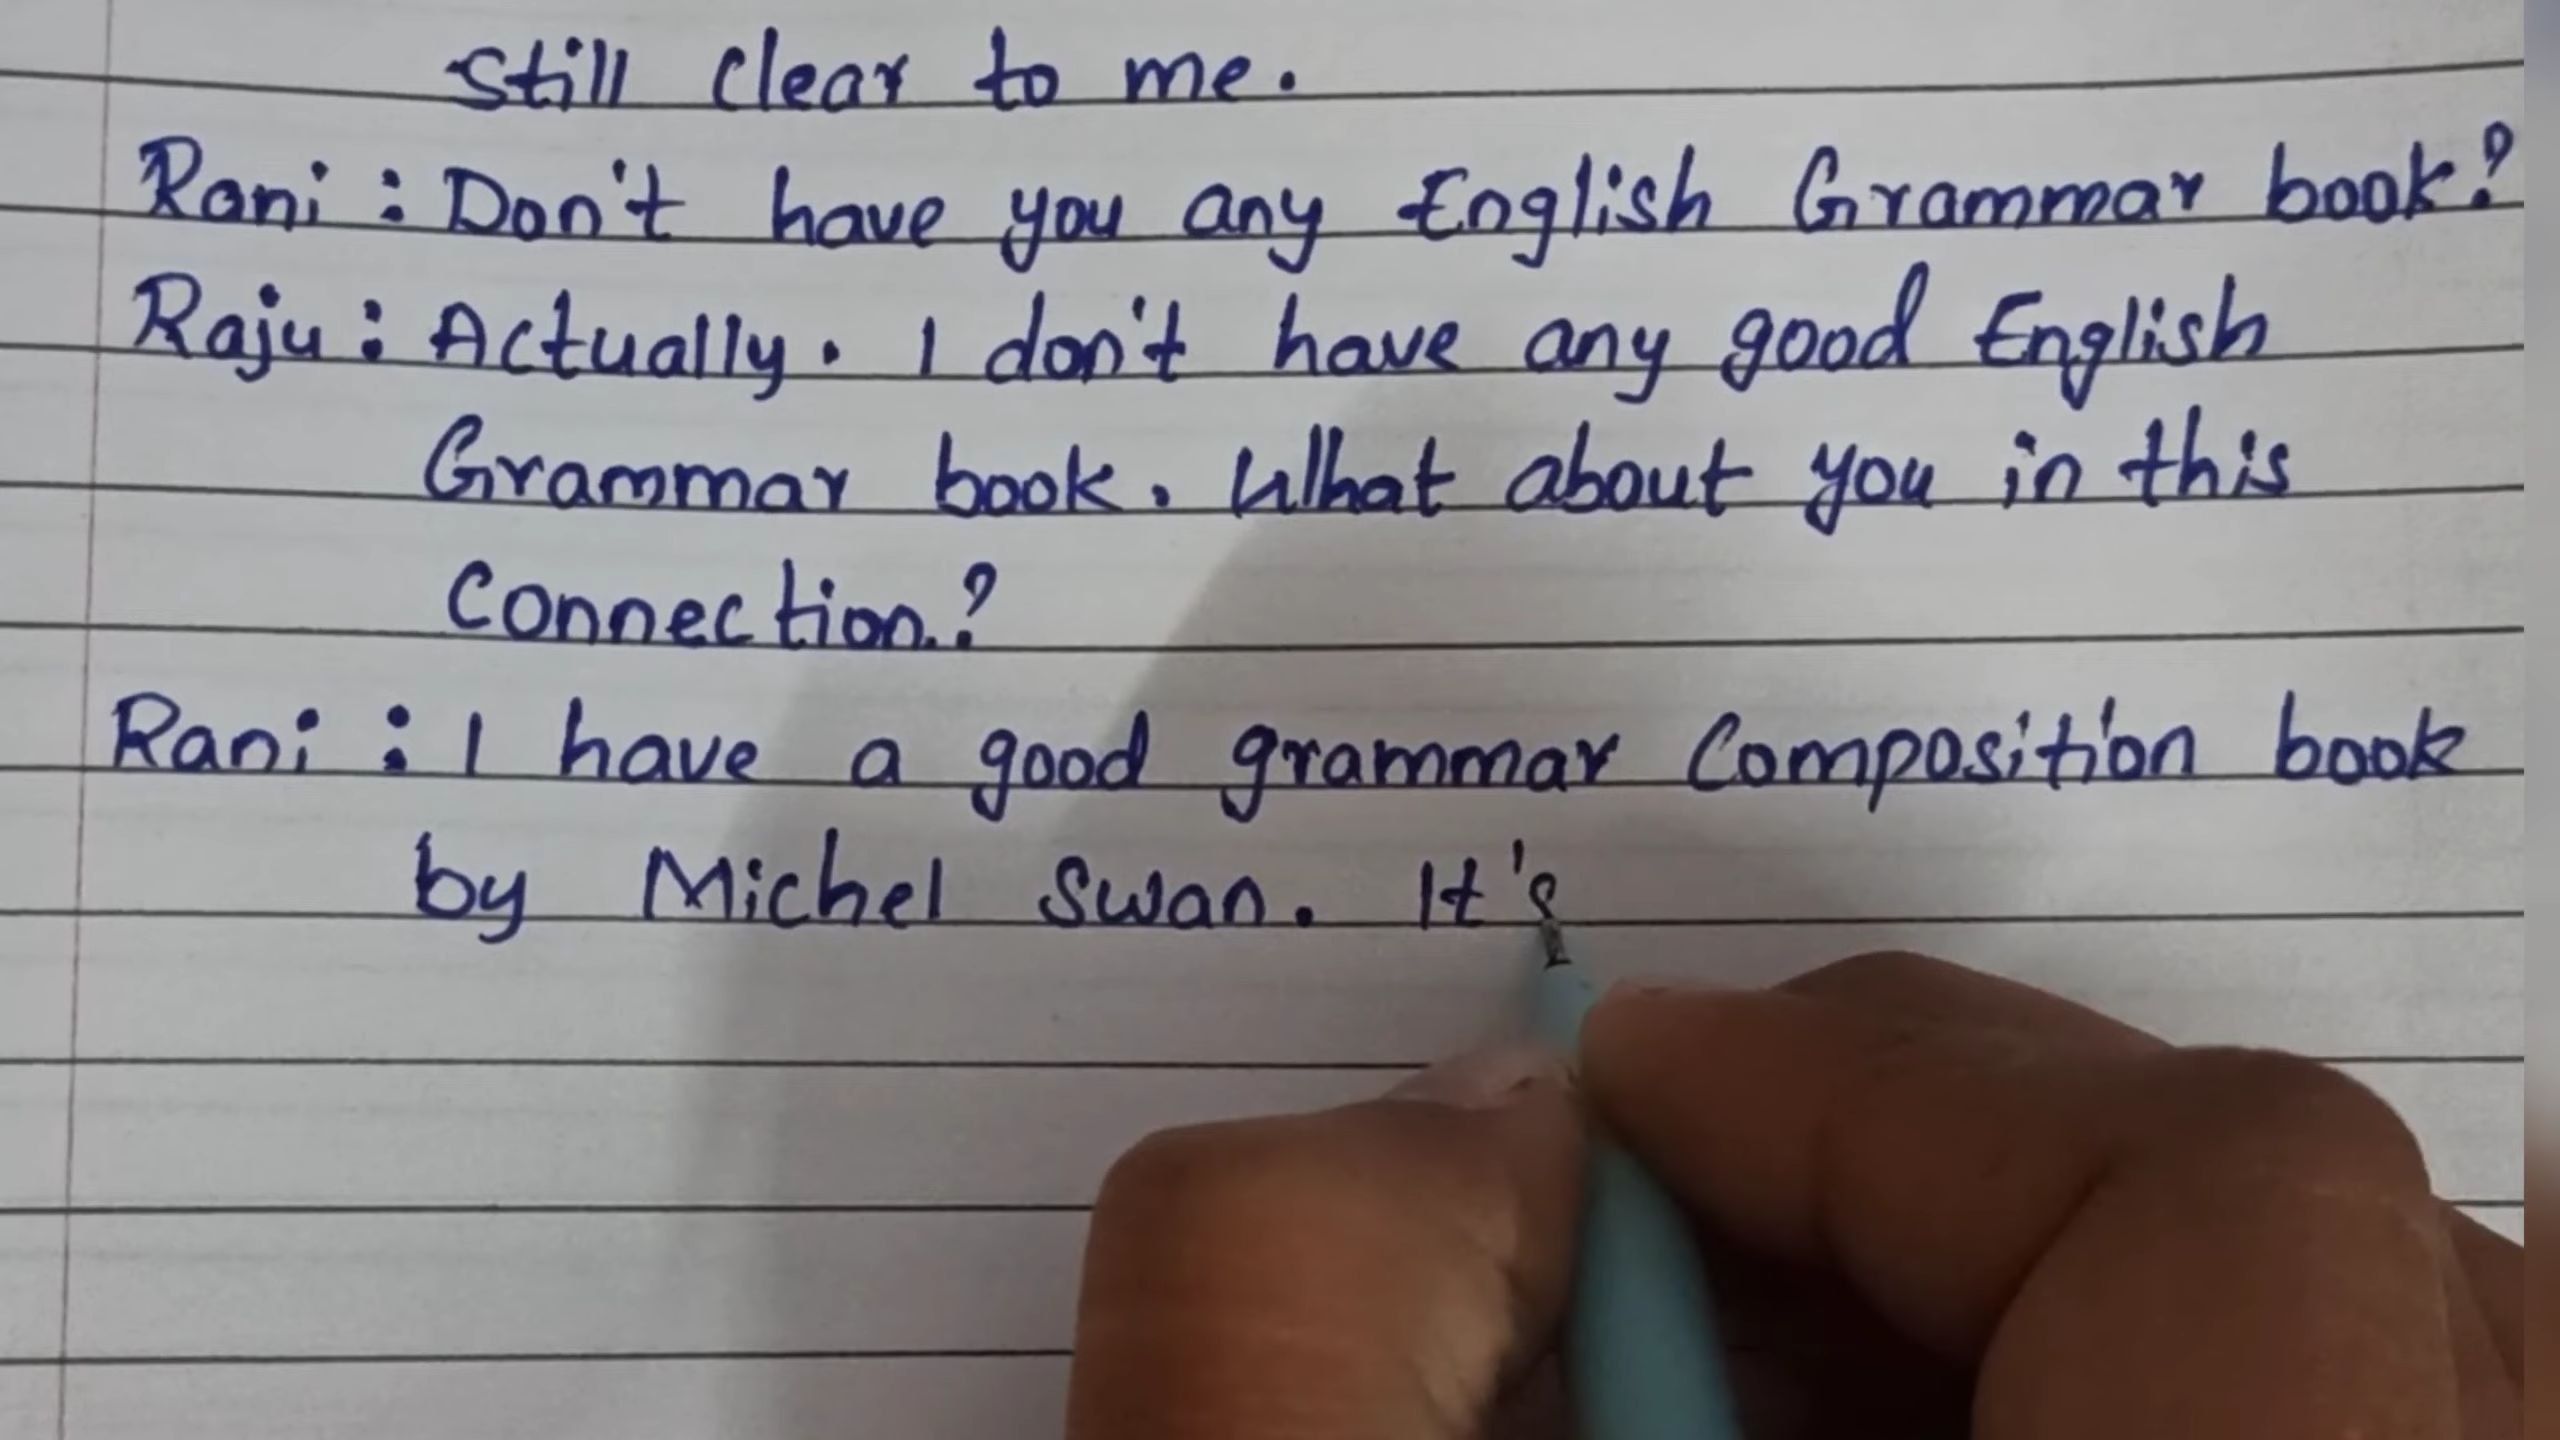 Still clear to me.
Rani : Don't have you any English Grammar book?
Raju : Actually. I don't have any good English
Grammar book. What about you in this
Connection.?
Rani : I have a good grammar Composition book
by Michel Swan. It's